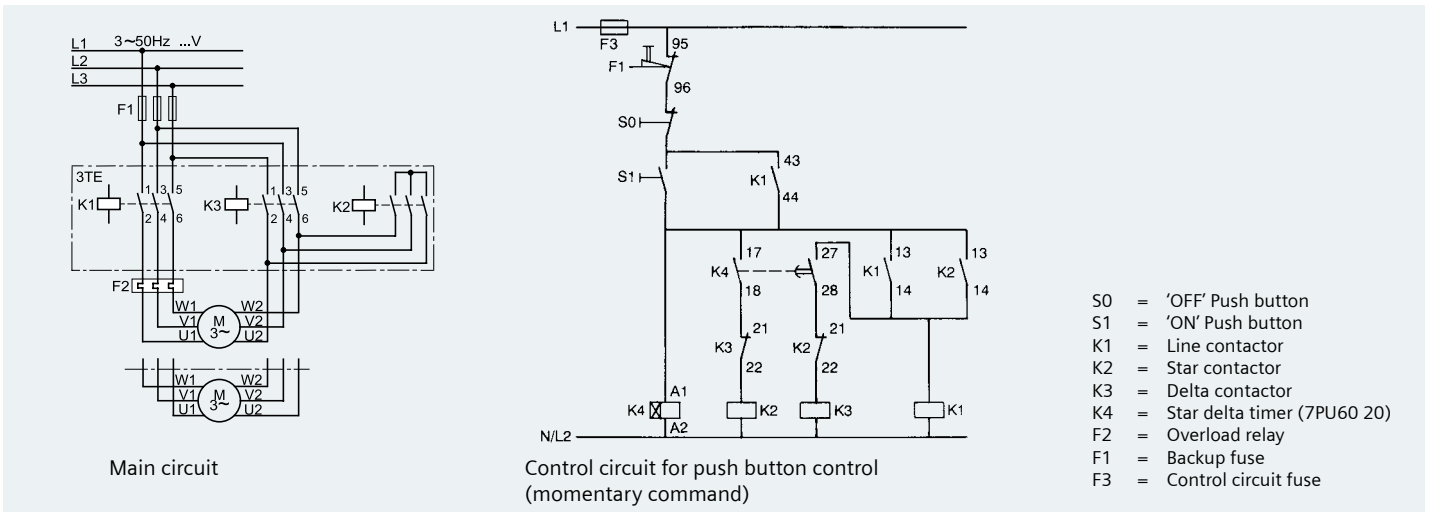 L1 3~50Hz ...V
L2
L3
F1
3TE
K1 1 3 5
2 4 6
K3 1 3 5
2 4 6
K2
F2
W1 W2
V1 M V2
U1 3~ U2
W1 W2
V1 M V2
U1 3~ U2
Main circuit
L1
F3
95
F1
96
S0
S1
K1 43
44
K4 17
18
27
28
K1 13
14
K2 13
14
K3 21
22
K2 21
22
K4 A1
A2
K2
K3
K1
N/L2
Control circuit for push button control
(momentary command)
S0 = ‘OFF’ Push button
S1 = ‘ON’ Push button
K1 = Line contactor
K2 = Star contactor
K3 = Delta contactor
K4 = Star delta timer (7PU60 20)
F2 = Overload relay
F1 = Backup fuse
F3 = Control circuit fuse